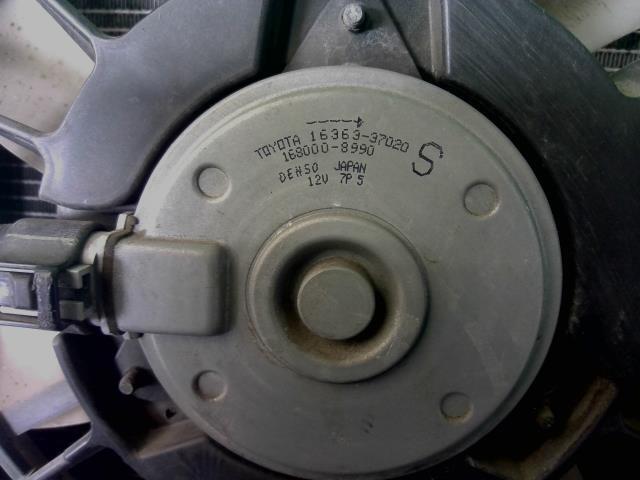 TOYOTA 16363-37020
168000-8990
DENSO JAPAN
12V 7P 5
S